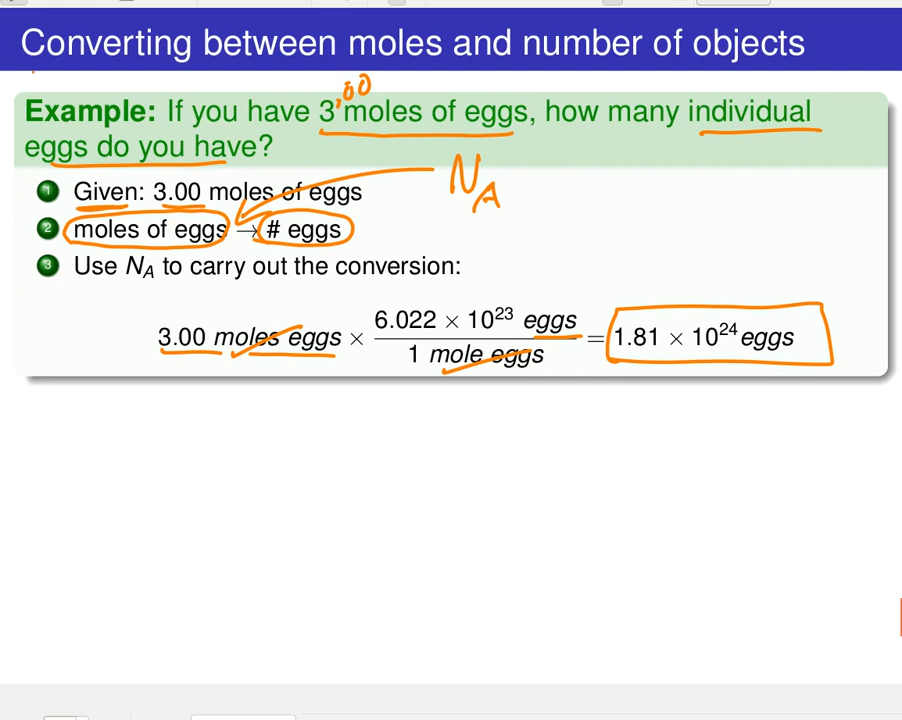 Converting between moles and number of objects
.00
Example: If you have 3 moles of eggs, how many individual
eggs do you have?
N_A
1 Given: 3.00 moles of eggs
2 moles of eggs → # eggs
3 Use N_A to carry out the conversion:
3.00 moles eggs × 6.022 × 10^23 eggs / 1 mole eggs = 1.81 × 10^24 eggs